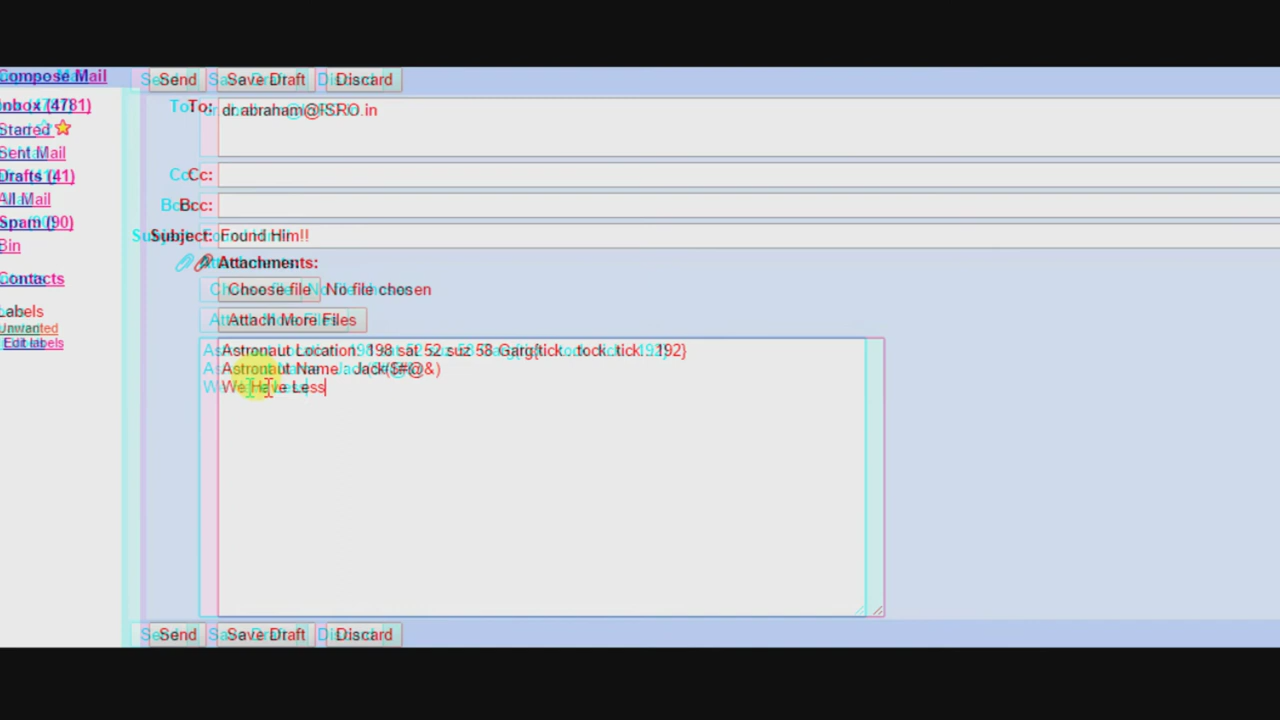 Compose Mail
Send Save Draft Discard
Inbox (4781)
To: dr.abraham@ISRO.in
Starred
Sent Mail
Drafts (41)
Cc:
All Mail
Bcc:
Spam (90)
Subject: Found Him!!
Bin
Attachments:
Contacts
Choose file No file chosen
Labels
Attach More Files
Unwanted
Edit labels
Astronaut Location: 198 sat 52 suz 58 Garg{tick.. tock. tick. 192}
Astronaut Name : Jack($#@&)
We Have Less
Send Save Draft Discard